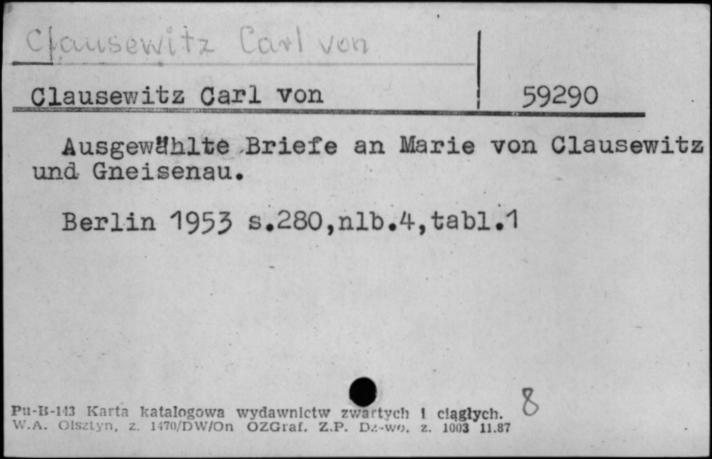 Clausewitz Carl von
Clausewitz Carl von 59290
Ausgewählte Briefe an Marie von Clausewitz
und Gneisenau.
Berlin 1953 s.280,nlb.4,tabl.1
8
Pu-B-143 Karta katalogowa wydawnictw zwartych i ciągłych.
W.A. Olsztyn, z. 1470/DW/On OZGraf. Z.P. Dz-wo. z. 1003 11.87